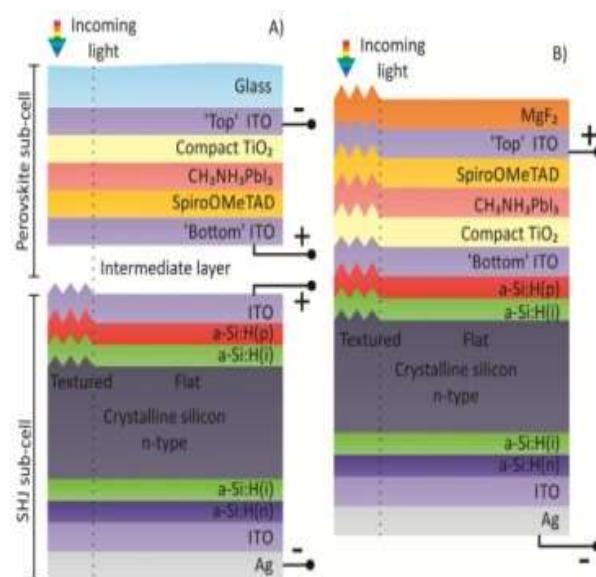 Incoming
light
A)
Perovskite sub-cell
Glass
-
'Top' ITO
Compact TiO₂
CH₃NH₃PbI₃
SpiroOMeTAD
'Bottom' ITO
+
Intermediate layer
SHJ sub-cell
+
ITO
a-Si:H(p)
a-Si:H(i)
Textured Flat
Crystalline silicon
n-type
a-Si:H(i)
a-Si:H(n)
ITO
Ag
-
Incoming
light
B)
MgF₂
+
'Top' ITO
SpiroOMeTAD
CH₃NH₃PbI₃
Compact TiO₂
'Bottom' ITO
a-Si:H(p)
a-Si:H(i)
Textured Flat
Crystalline silicon
n-type
a-Si:H(i)
a-Si:H(n)
ITO
Ag
-